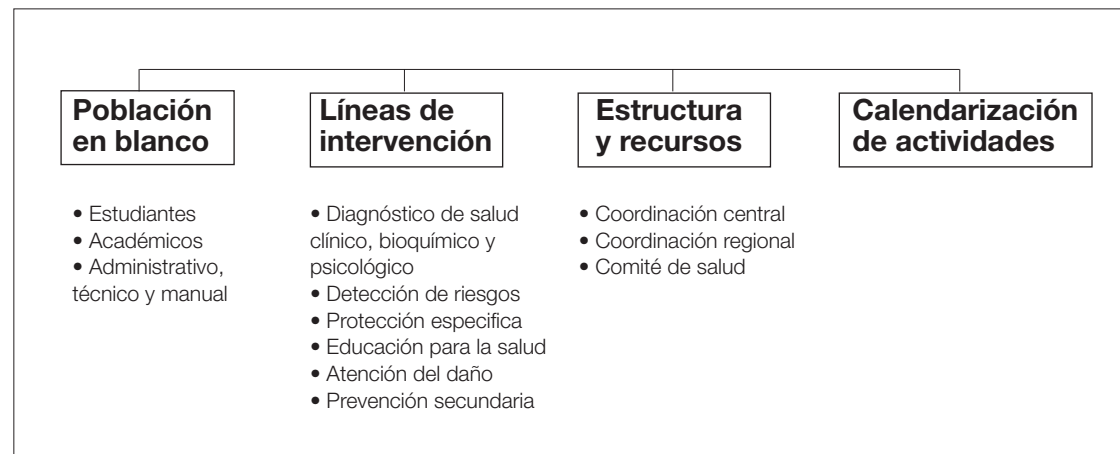 Población
en blanco
Líneas de
intervención
Estructura
y recursos
Calendarización
de actividades
• Estudiantes
• Académicos
• Administrativo,
técnico y manual
• Diagnóstico de salud
clínico, bioquímico y
psicológico
• Detección de riesgos
• Protección especifica
• Educación para la salud
• Atención del daño
• Prevención secundaria
• Coordinación central
• Coordinación regional
• Comité de salud